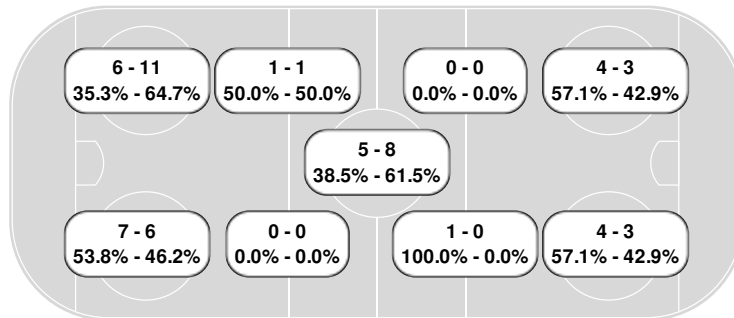 6 - 11
35.3% - 64.7%
1 - 1
50.0% - 50.0%
0 - 0
0.0% - 0.0%
4 - 3
57.1% - 42.9%
5 - 8
38.5% - 61.5%
7 - 6
53.8% - 46.2%
0 - 0
0.0% - 0.0%
1 - 0
100.0% - 0.0%
4 - 3
57.1% - 42.9%